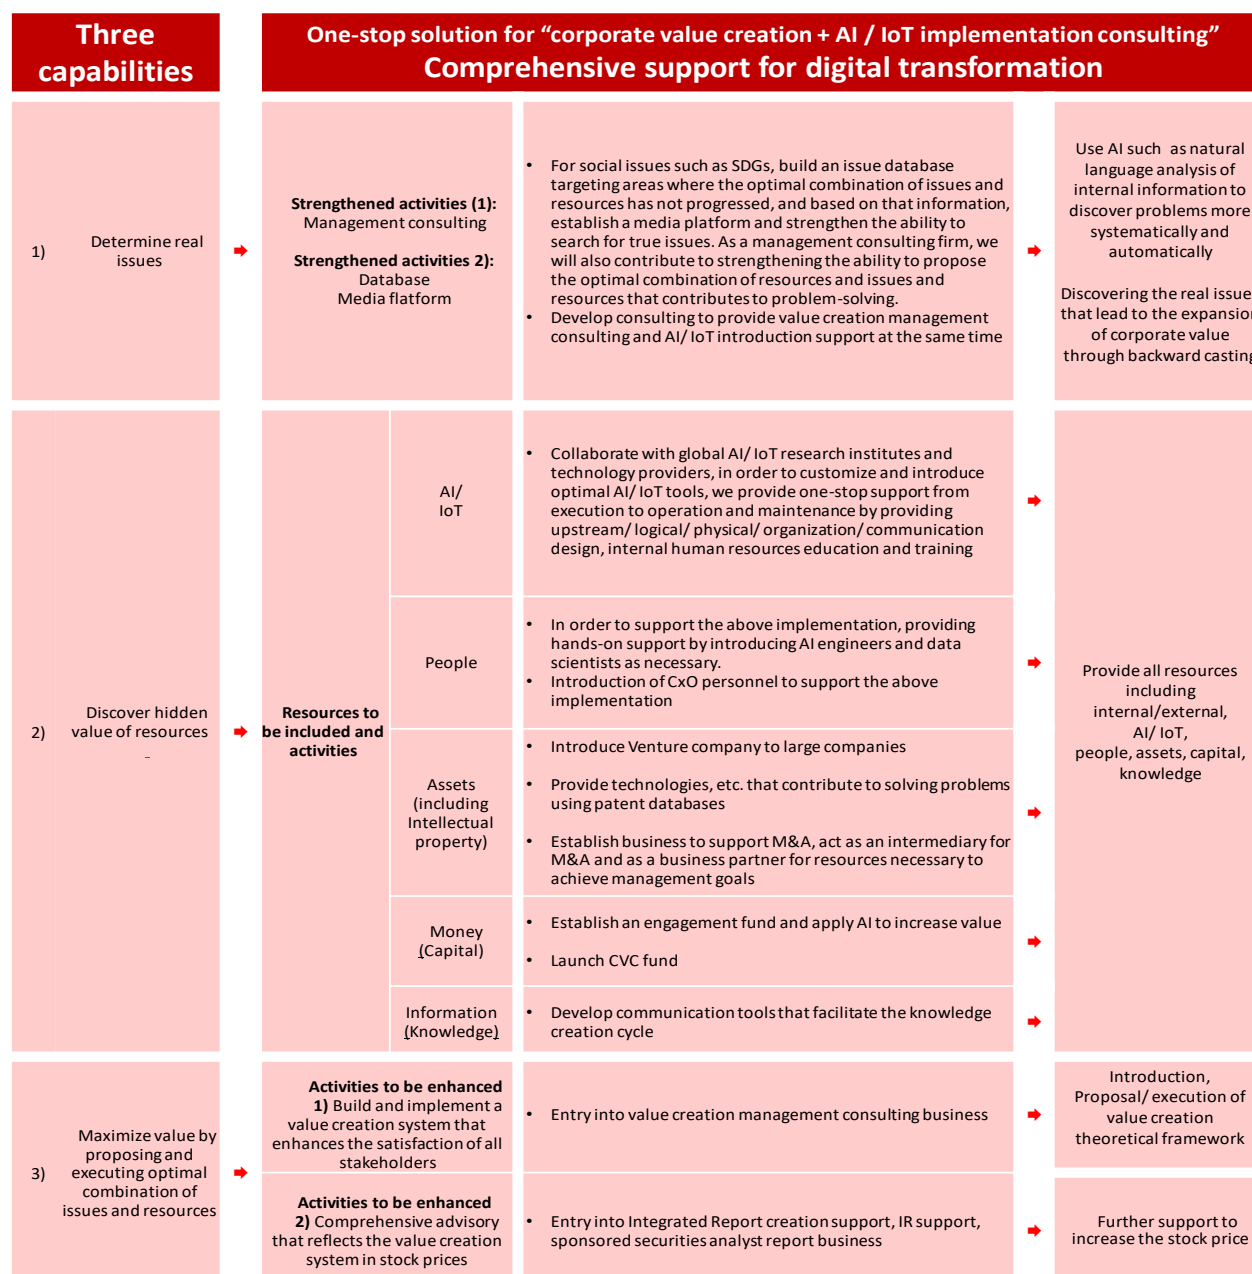 Three
capabilities
One-stop solution for “corporate value creation + AI / IoT implementation consulting”
Comprehensive support for digital transformation
1)
Determine real
issues
Strengthened activities (1):
Management consulting
Strengthened activities 2):
Database
Media flatform
• For social issues such as SDGs, build an issue database
targeting areas where the optimal combination of issues and
resources has not progressed, and based on that information,
establish a media platform and strengthen the ability to
search for true issues. As a management consulting firm, we
will also contribute to strengthening the ability to propose
the optimal combination of resources and issues and
resources that contributes to problem-solving.
• Develop consulting to provide value creation management
consulting and AI/ IoT introduction support at the same time
Use AI such as natural
language analysis of
internal information to
discover problems more
systematically and
automatically
Discovering the real issue
that lead to the expansion
of corporate value
through backward casting
2)
Discover hidden
value of resources
Resources to
be included and
activities
AI/
IoT
• Collaborate with global AI/ IoT research institutes and
technology providers, in order to customize and introduce
optimal AI/ IoT tools, we provide one-stop support from
execution to operation and maintenance by providing
upstream/ logical/ physical/ organization/ communication
design, internal human resources education and training
People
• In order to support the above implementation, providing
hands-on support by introducing AI engineers and data
scientists as necessary.
• Introduction of CxO personnel to support the above
implementation
Assets
(including
Intellectual
property)
• Introduce Venture company to large companies
• Provide technologies, etc. that contribute to solving problems
using patent databases
• Establish business to support M&A, act as an intermediary for
M&A and as a business partner for resources necessary to
achieve management goals
Money
(Capital)
• Establish an engagement fund and apply AI to increase value
• Launch CVC fund
Information
(Knowledge)
• Develop communication tools that facilitate the knowledge
creation cycle
Provide all resources
including
internal/external,
AI/ IoT,
people, assets, capital,
knowledge
3)
Maximize value by
proposing and
executing optimal
combination of
issues and resources
Activities to be enhanced
1) Build and implement a
value creation system that
enhances the satisfaction of all
stakeholders
• Entry into value creation management consulting business
Introduction,
Proposal/ execution of
value creation
theoretical framework
Activities to be enhanced
2) Comprehensive advisory
that reflects the value creation
system in stock prices
• Entry into Integrated Report creation support, IR support,
sponsored securities analyst report business
Further support to
increase the stock price